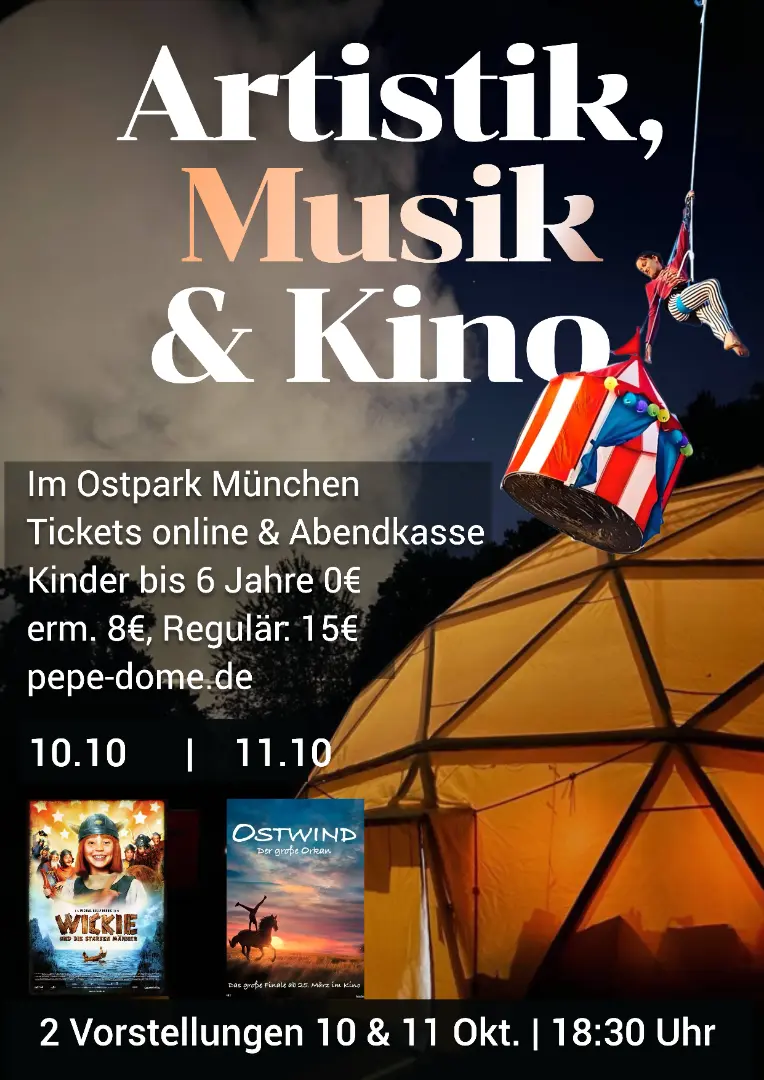 Artistik,
Musik
& Kino
Im Ostpark München
Tickets online & Abendkasse
Kinder bis 6 Jahre 0€
erm. 8€, Regulär: 15€
pepe-dome.de
10.10 | 11.10
WICKIE
UND DIE STARKEN MÄNNER
OSTWIND
Der große Orkan
Das große Finale ab 25. März im Kino
2 Vorstellungen 10 & 11 Okt. | 18:30 Uhr